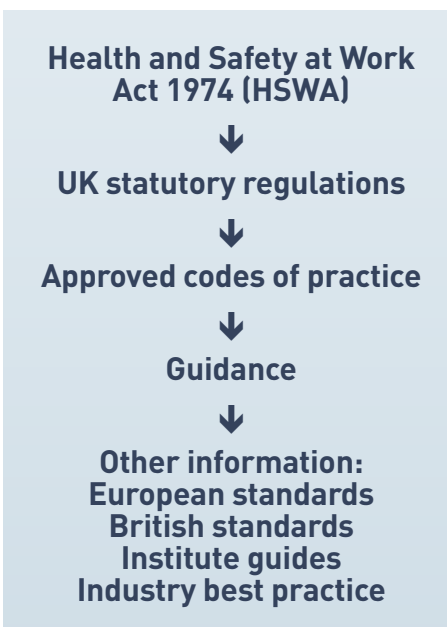 Health and Safety at Work
Act 1974 (HSWA)
UK statutory regulations
Approved codes of practice
Guidance
Other information:
European standards
British standards
Institute guides
Industry best practice